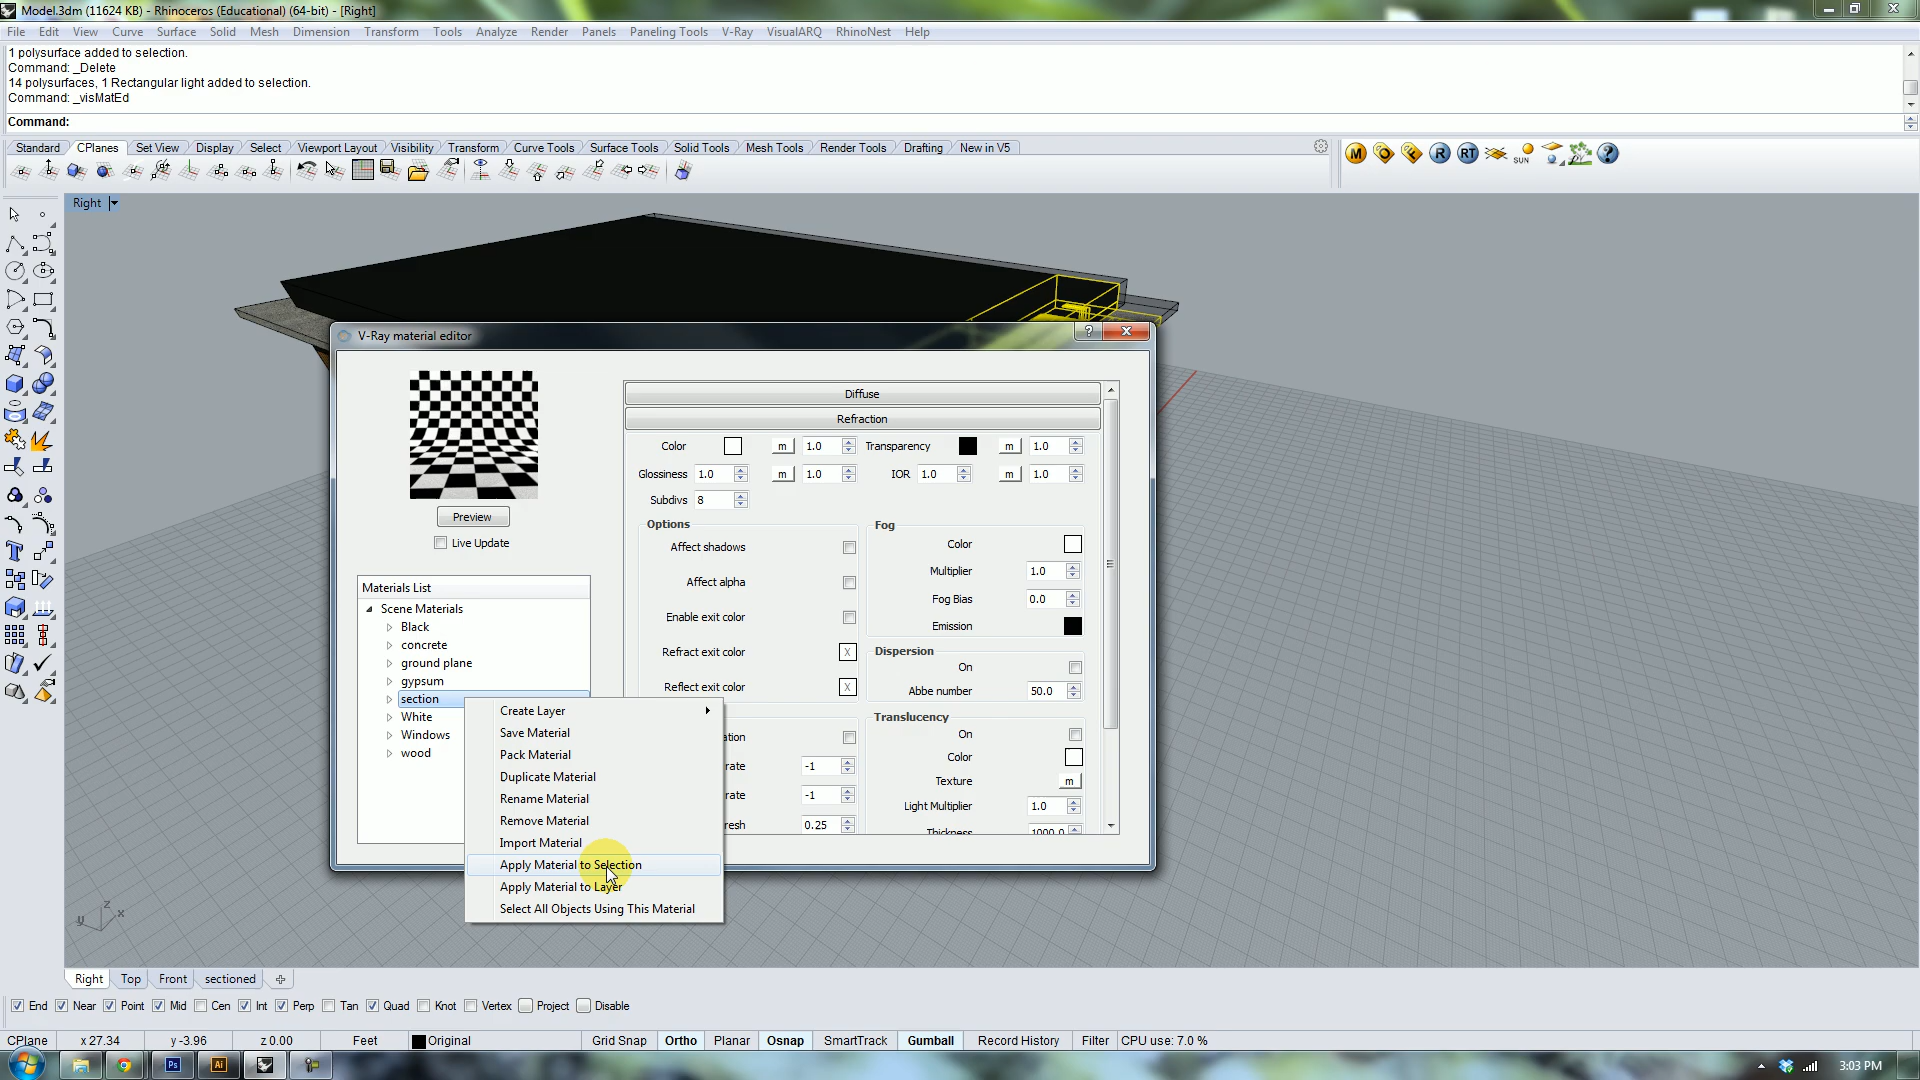 Model.3dm (11624 KB) - Rhinoceros (Educational) (64-bit) - [Right]
File Edit View Curve Surface Solid Mesh Dimension Transform Tools Analyze Render Panels Paneling Tools V-Ray VisualARQ RhinoNest Help
1 polysurface added to selection.
Command: _Delete
14 polysurfaces, 1 Rectangular light added to selection.
Command: _visMatEd
Command:
Standard CPlanes Set View Display Select Viewport Layout Visibility Transform Curve Tools Surface Tools Solid Tools Mesh Tools Render Tools Drafting New in V5
M O R RT SUN ?
Right
V-Ray material editor ?
Diffuse
Refraction
Color m 1.0 Transparency m 1.0
Glossiness 1.0 m 1.0 IOR 1.0 m 1.0
Subdivs 8
Preview
Live Update
Options Fog
Affect shadows Color
Affect alpha Multiplier 1.0
Enable exit color Fog Bias 0.0
Emission
Refract exit color X Dispersion
On
Reflect exit color X Abbe number 50.0
Materials List
Scene Materials
Black
concrete
ground plane
gypsum
section
White
Windows
wood
Translucency
ation On
Color
rate -1 Texture m
rate -1 Light Multiplier 1.0
resh 0.25 Thickness 1000.0
Create Layer
Save Material
Pack Material
Duplicate Material
Rename Material
Remove Material
Import Material
Apply Material to Selection
Apply Material to Layer
Select All Objects Using This Material
z
y x
Right Top Front sectioned
End Near Point Mid Cen Int Perp Tan Quad Knot Vertex Project Disable
CPlane x 27.34 y -3.96 z 0.00 Feet Original Grid Snap Ortho Planar Osnap SmartTrack Gumball Record History Filter CPU use: 7.0 %
Ps Ai 3:03 PM